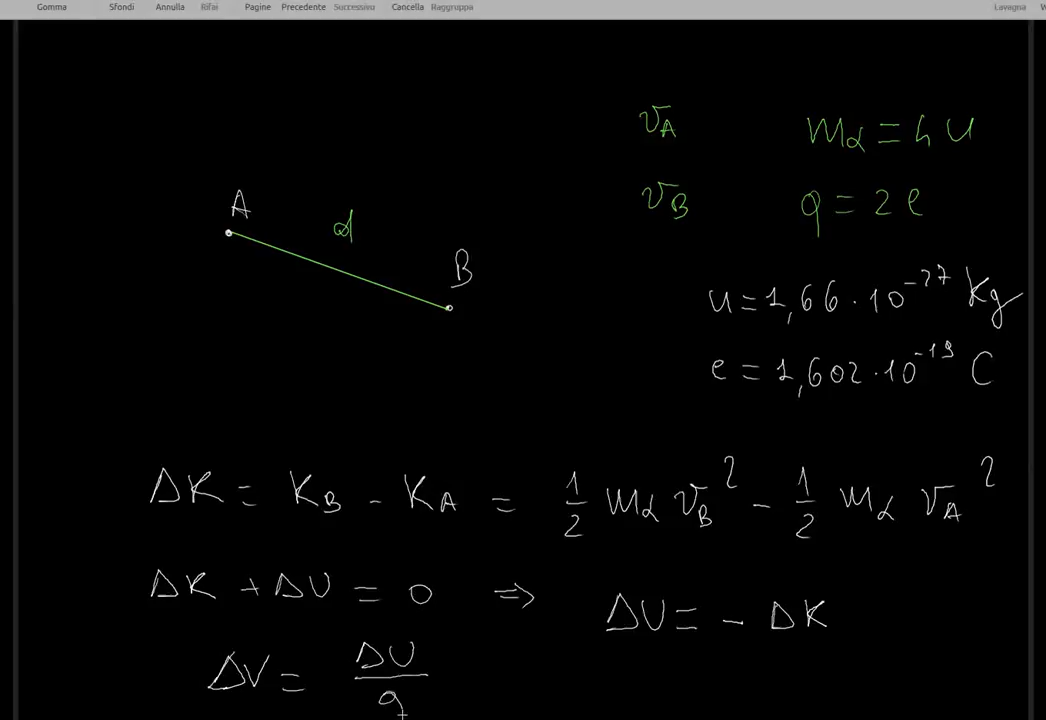 Gomma Sfondi Annulla Rifai Pagine Precedente Successivo Cancella Raggruppa Lavagna W
v_A m_α = 4 u
v_B q = 2 e
A d B
u = 1,66 · 10^-27 Kg
e = 1,602 · 10^-19 C
ΔK = K_B - K_A = 1/2 m_α v_B^2 - 1/2 m_α v_A^2
ΔK + ΔU = 0 ⇒ ΔU = - ΔK
ΔV = ΔU/q